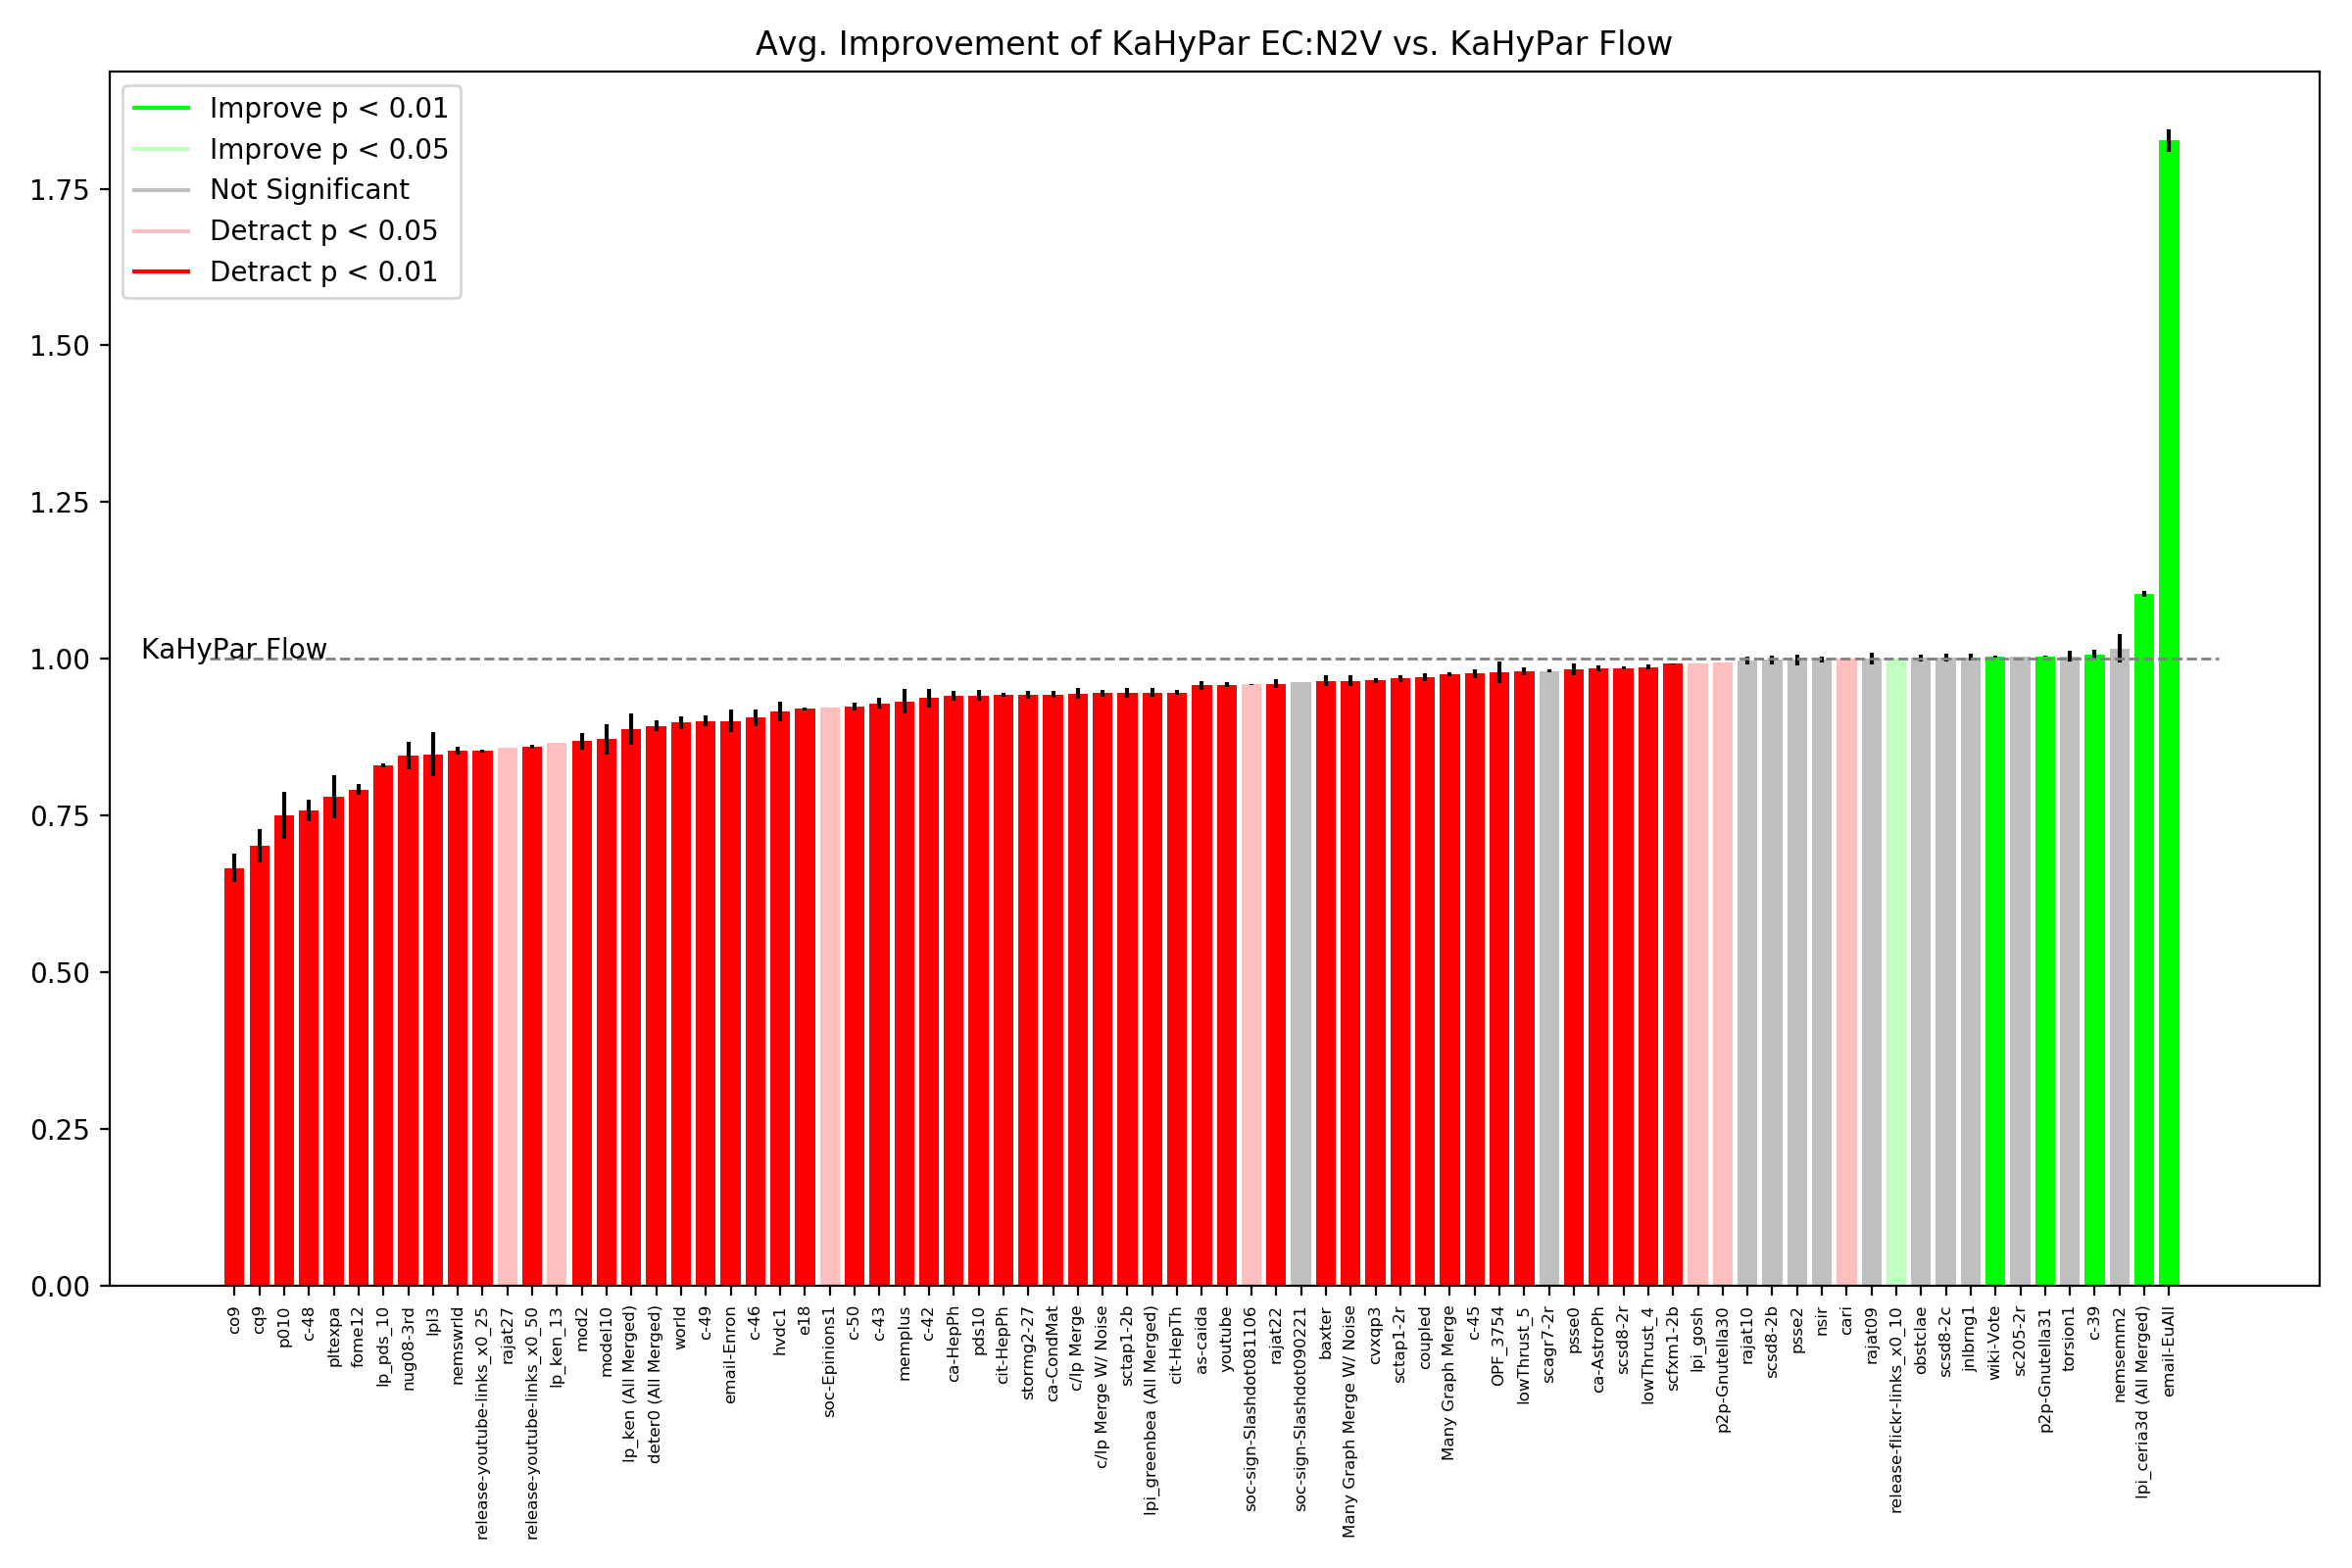 Avg. Improvement of KaHyPar EC:N2V vs. KaHyPar Flow
Improve p < 0.01
Improve p < 0.05
Not Significant
Detract p < 0.05
Detract p < 0.01
1.75
1.50
1.25
1.00
0.75
0.50
0.25
0.00
KaHyPar Flow
co9
cq9
p010
c-48
pltexpa
fome12
lp_pds_10
nug08-3rd
lpl3
nemswrld
release-youtube-links_x0_25
rajat27
release-youtube-links_x0_50
lp_ken_13
mod2
model10
lp_ken (All Merged)
deter0 (All Merged)
world
c-49
email-Enron
c-46
hvdc1
e18
soc-Epinions1
c-50
c-43
memplus
c-42
ca-HepPh
pds10
cit-HepPh
stormg2-27
ca-CondMat
c/lp Merge
c/lp Merge W/ Noise
sctap1-2b
lpi_greenbea (All Merged)
cit-HepTh
as-caida
youtube
soc-sign-Slashdot081106
rajat22
soc-sign-Slashdot090221
baxter
Many Graph Merge W/ Noise
cvxqp3
sctap1-2r
coupled
Many Graph Merge
c-45
OPF_3754
lowThrust_5
scagr7-2r
psse0
ca-AstroPh
scsd8-2r
lowThrust_4
scfxm1-2b
lpi_gosh
p2p-Gnutella30
rajat10
scsd8-2b
psse2
nsir
cari
rajat09
release-flickr-links_x0_10
obstclae
scsd8-2c
jnlbrng1
wiki-Vote
sc205-2r
p2p-Gnutella31
torsion1
c-39
nemsemm2
lpi_ceria3d (All Merged)
email-EuAll